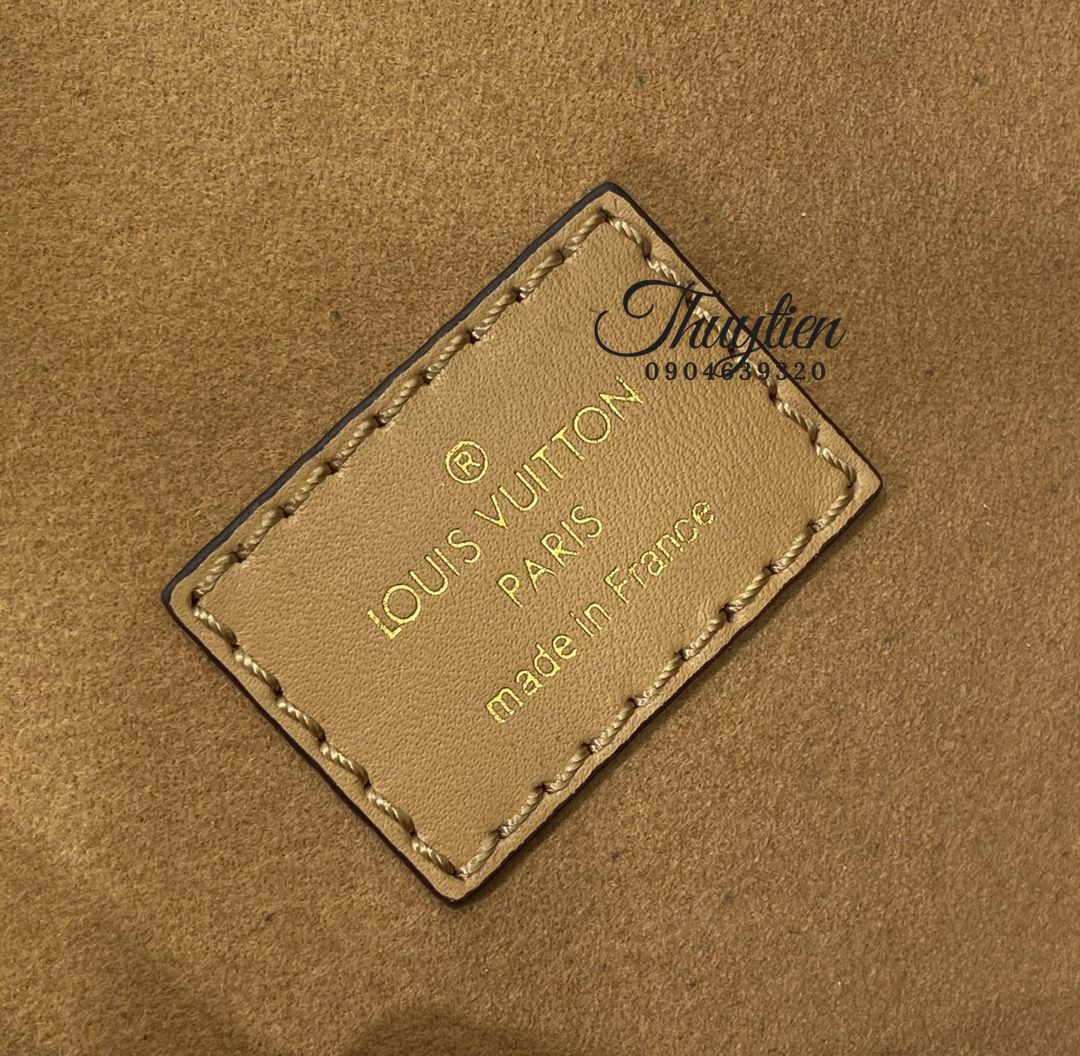 Thuytien
0904639320
®
LOUIS VUITTON
PARIS
made in France